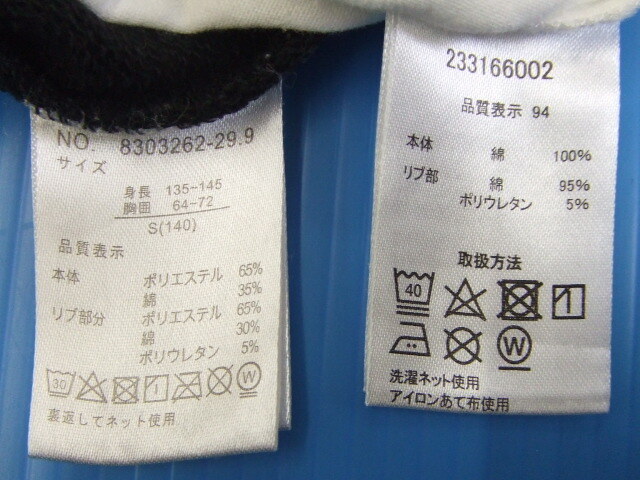 NO. 8303262-29.9
サイズ
身長 135-145
胸囲 64-72
S(140)
品質表示
本体 ポリエステル 65%
綿 35%
リブ部分 ポリエステル 65%
綿 30%
ポリウレタン 5%
30 W
裏返してネット使用
233166002
品質表示 94
本体 綿 100%
リブ部 綿 95%
ポリウレタン 5%
取扱方法
40
W
洗濯ネット使用
アイロンあて布使用